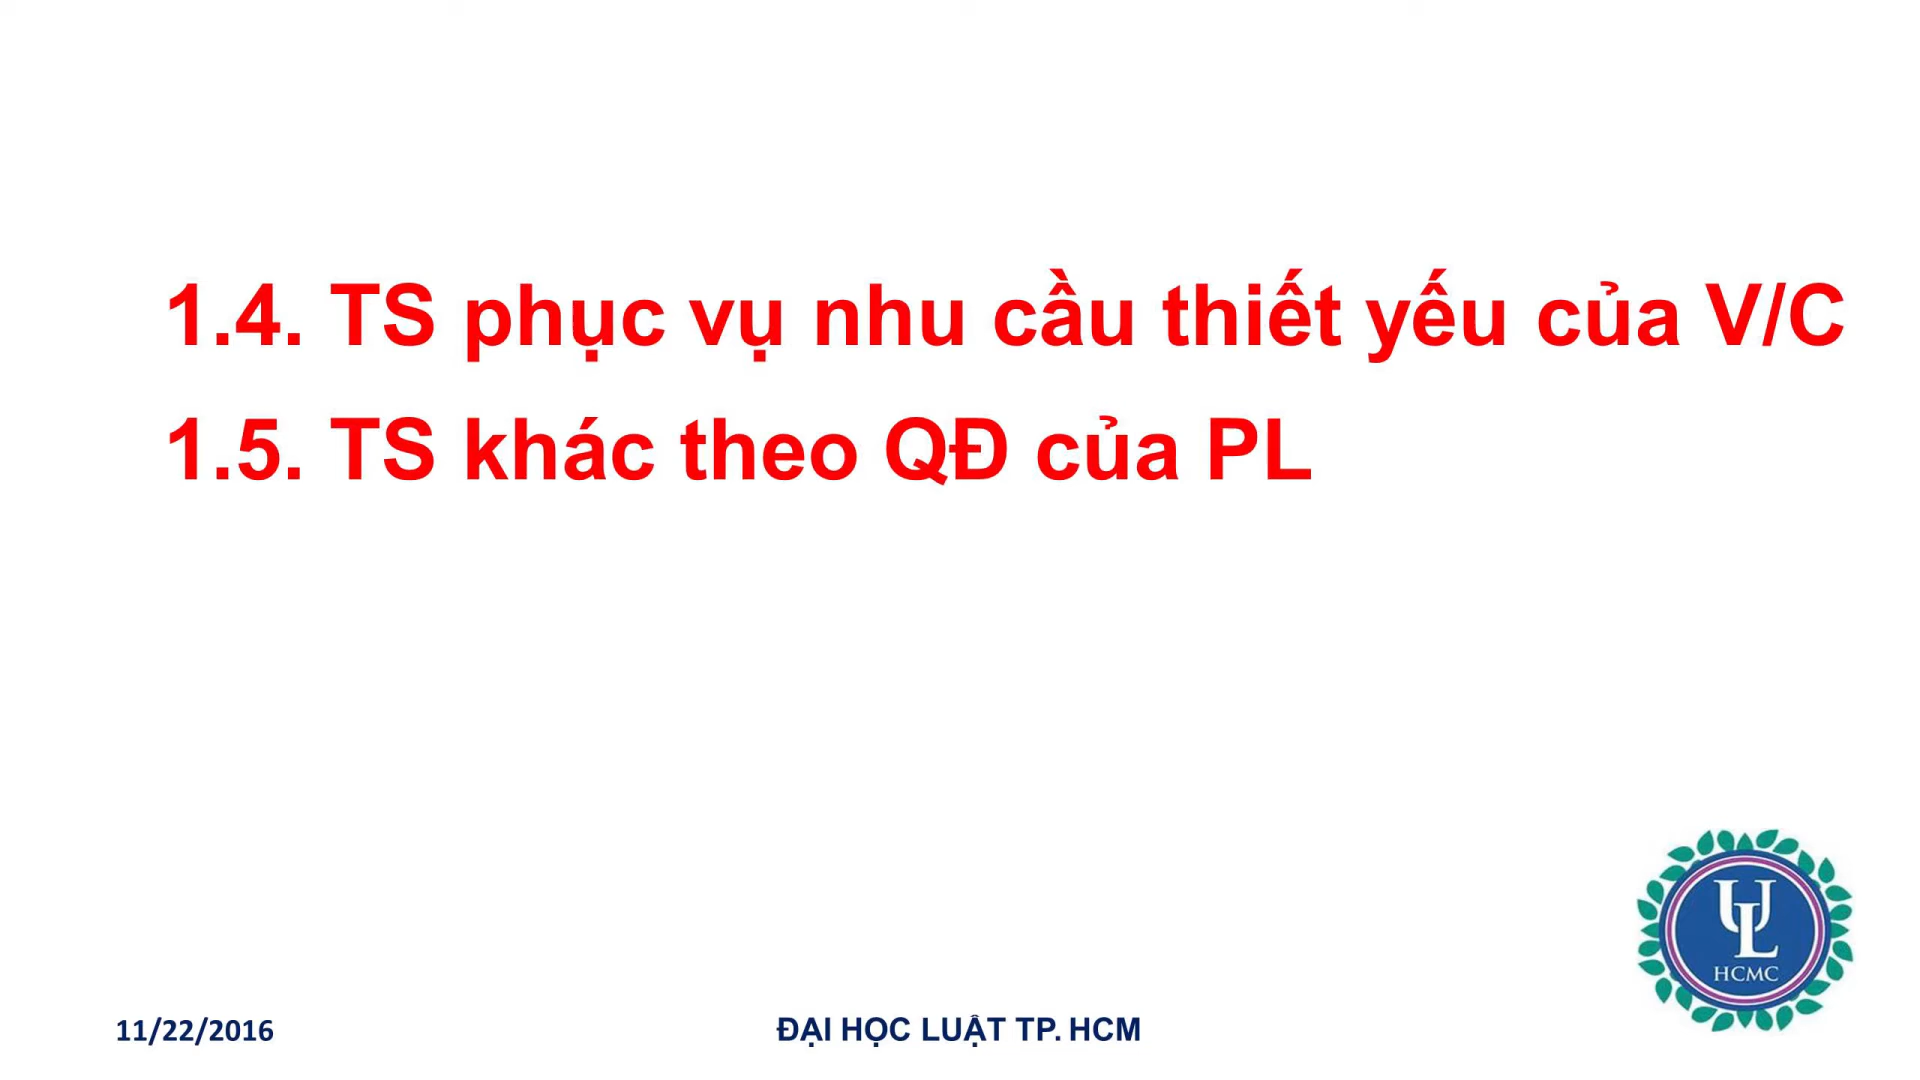 1.4. TS phục vụ nhu cầu thiết yếu của V/C
1.5. TS khác theo QĐ của PL
UL
HCMC
11/22/2016
ĐẠI HỌC LUẬT TP. HCM